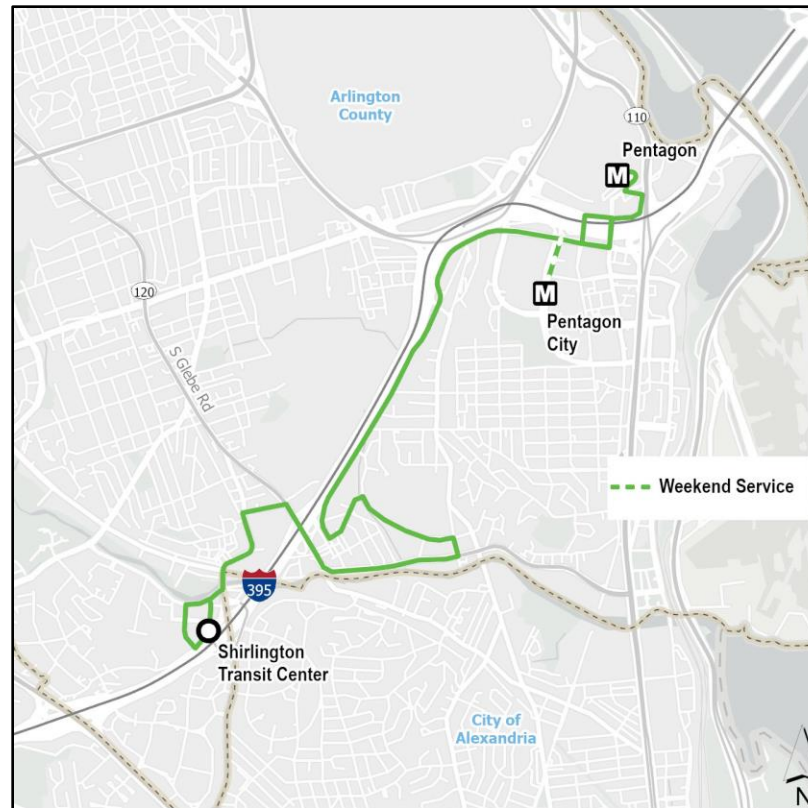 Arlington
County
110
Pentagon
M
M
Pentagon
City
120
S Glebe Rd
Weekend Service
395
Shirlington
Transit Center
City of
Alexandria
N